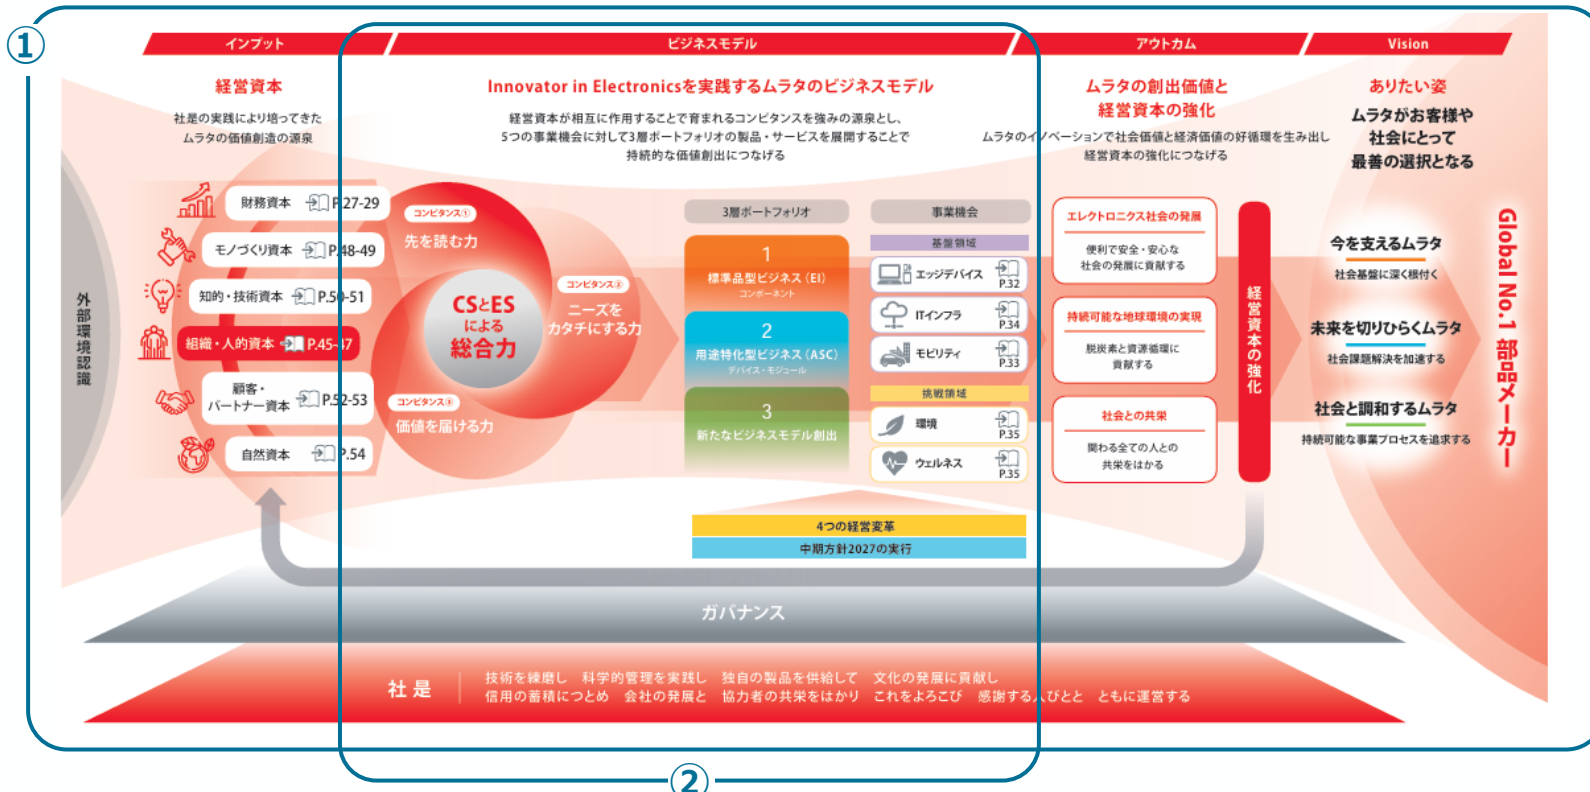 ①
インプット
ビジネスモデル
アウトカム
Vision
経営資本
社是の実践により培ってきた
ムラタの価値創造の源泉
Innovator in Electronicsを実践するムラタのビジネスモデル
経営資本が相互に作用することで育まれるコンピタンスを強みの源泉とし、
5つの事業機会に対して3層ポートフォリオの製品・サービスを展開することで
持続的な価値創出につなげる
ムラタの創出価値と
経営資本の強化
ムラタのイノベーションで社会価値と経済価値の好循環を生み出し
経営資本の強化につなげる
ありたい姿
ムラタがお客様や
社会にとって
最善の選択となる
外部環境認識
財務資本 P.27-29
モノづくり資本 P.48-49
知的・技術資本 P.50-51
組織・人的資本 P.45-47
顧客・
パートナー資本 P.52-53
自然資本 P.54
コンピタンス①
先を読む力
コンピタンス②
ニーズを
カタチにする力
コンピタンス③
価値を届ける力
CSとES
による
総合力
3層ポートフォリオ
1
標準品型ビジネス(EI)
コンポーネント
2
用途特化型ビジネス(ASC)
デバイス・モジュール
3
新たなビジネスモデル創出
事業機会
基盤領域
エッジデバイス P.32
ITインフラ P.34
モビリティ P.33
挑戦領域
環境 P.35
ウェルネス P.35
4つの経営変革
中期方針2027の実行
エレクトロニクス社会の発展
便利で安全・安心な
社会の発展に貢献する
持続可能な地球環境の実現
脱炭素と資源循環に
貢献する
社会との共栄
関わる全ての人との
共栄をはかる
経営資本の強化
今を支えるムラタ
社会基盤に深く根付く
未来を切りひらくムラタ
社会課題解決を加速する
社会と調和するムラタ
持続可能な事業プロセスを追求する
Global No.1 部品メーカー
ガバナンス
社是
技術を練磨し 科学的管理を実践し 独自の製品を供給して 文化の発展に貢献し
信用の蓄積につとめ 会社の発展と 協力者の共栄をはかり これをよろこび 感謝する人びとと ともに運営する
②